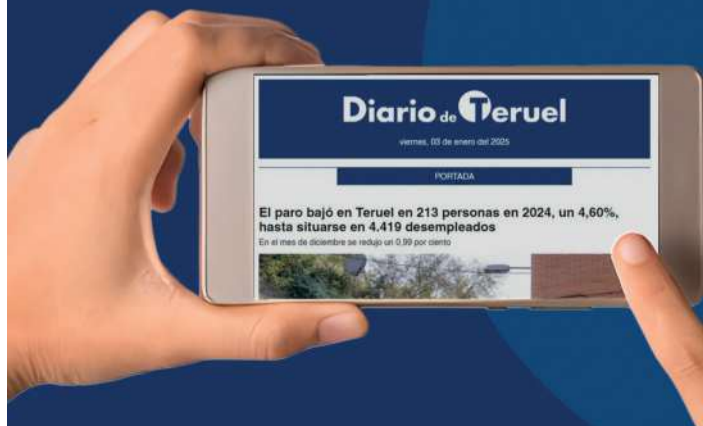 Diario de Teruel
viernes, 03 de enero del 2025
PORTADA
El paro bajó en Teruel en 213 personas en 2024, un 4,60%,
hasta situarse en 4.419 desempleados
En el mes de diciembre se redujo un 0,99 por ciento